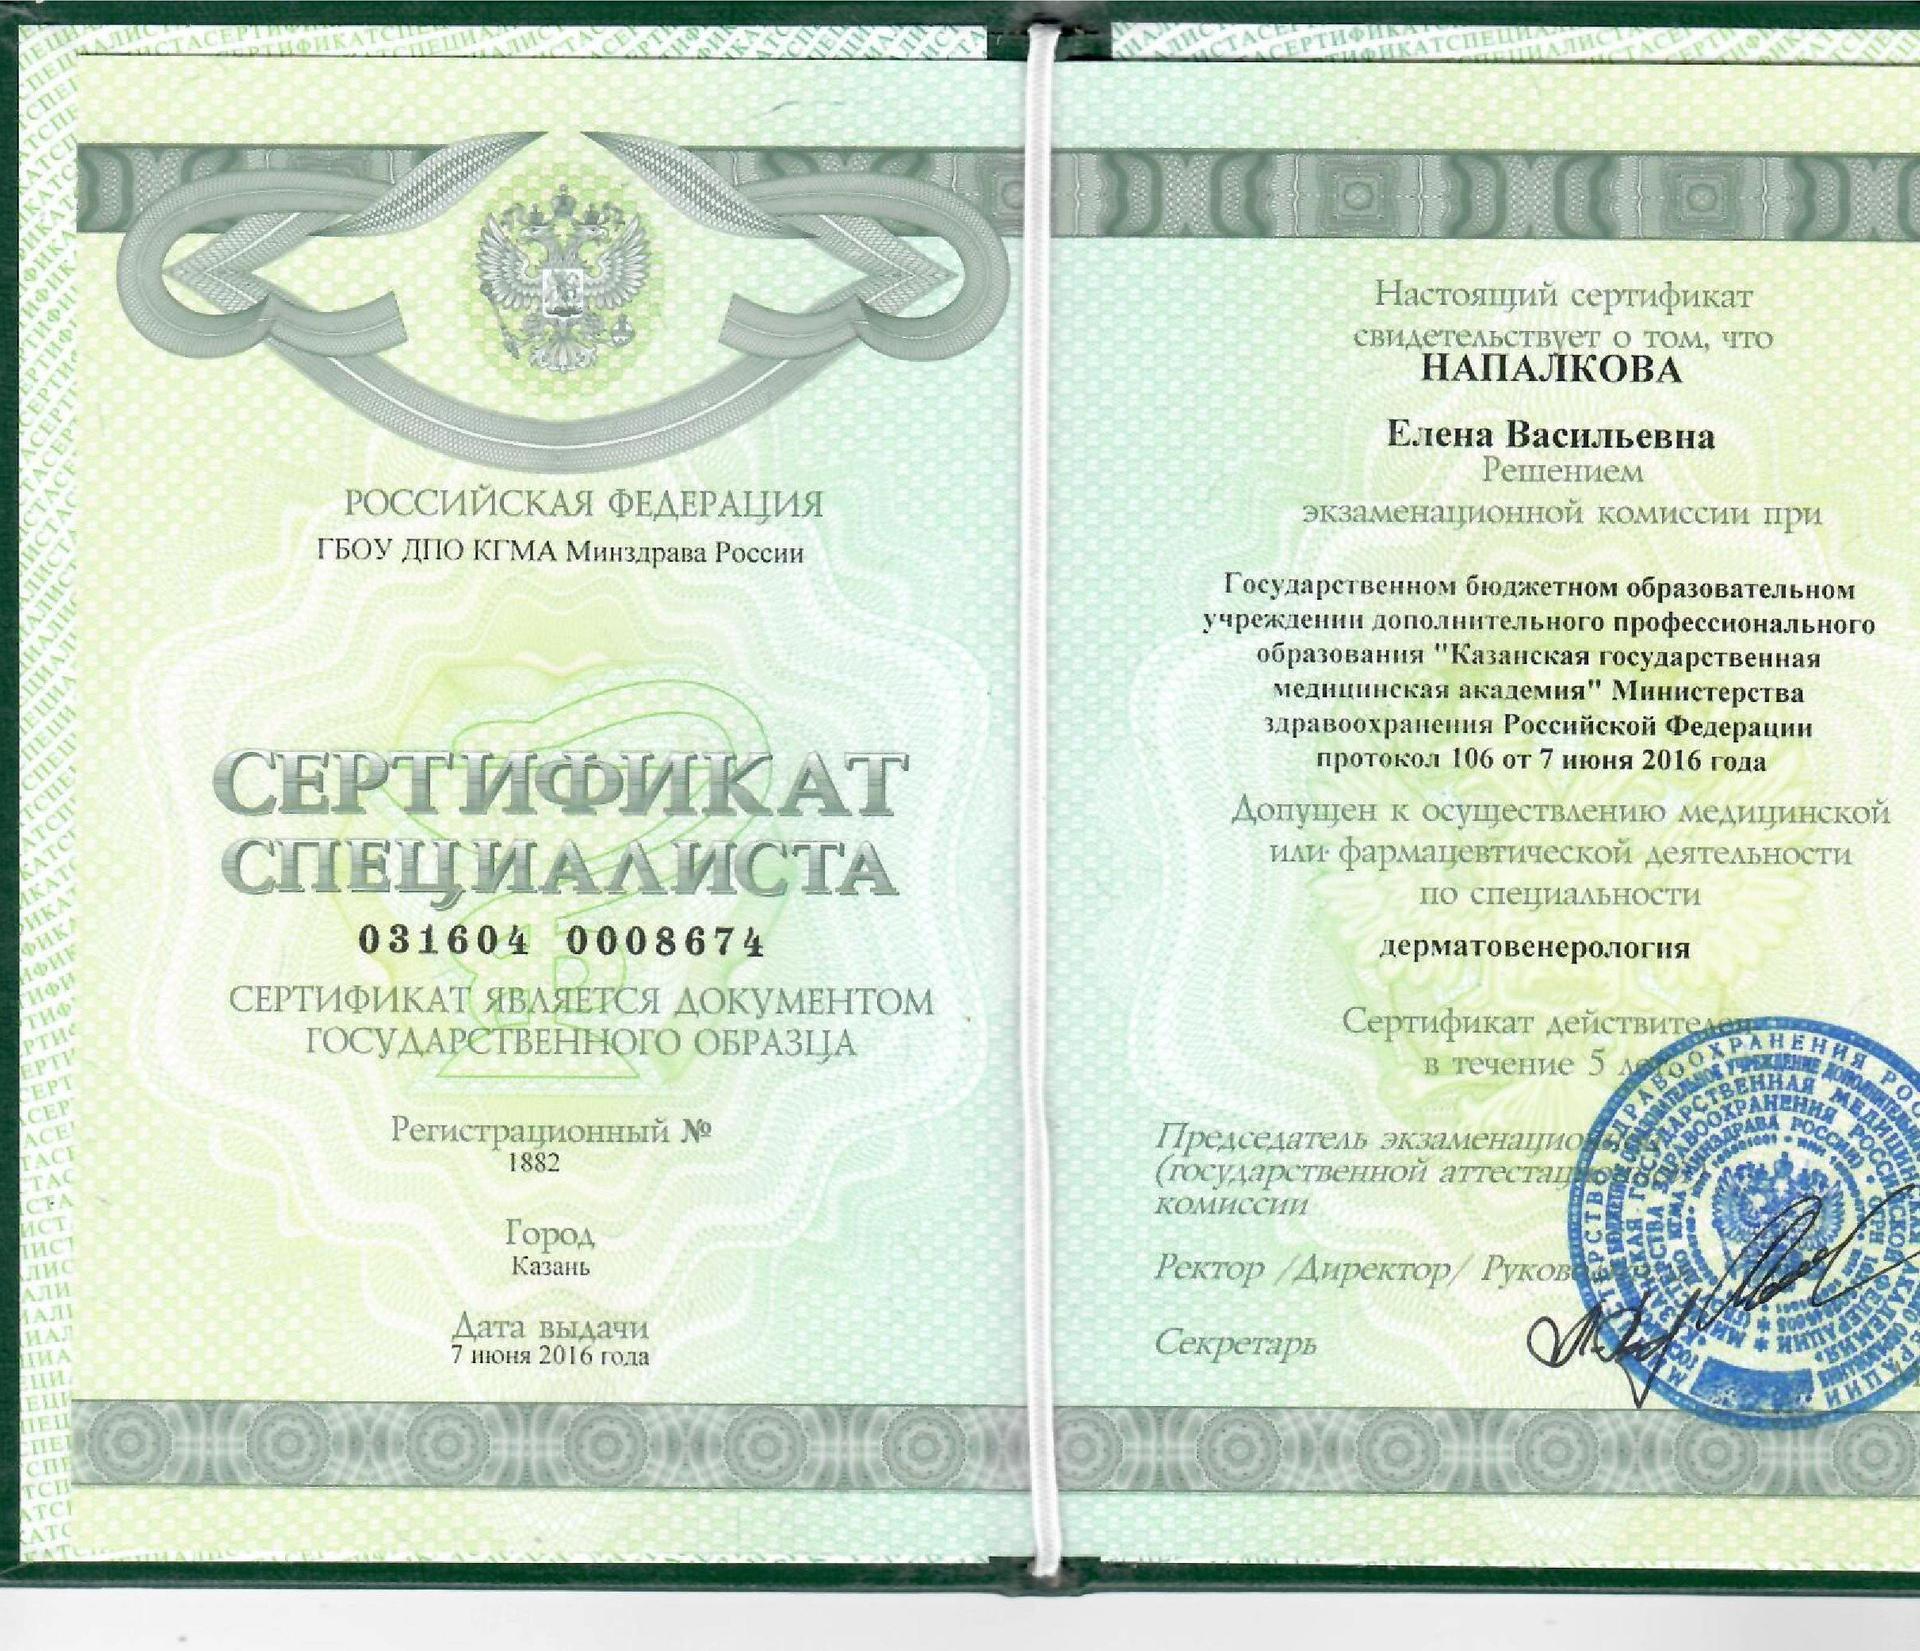 РОССИЙСКАЯ ФЕДЕРАЦИЯ
ГБОУ ДПО КГМА Минздрава России
СЕРТИФИКАТ
СПЕЦИАЛИСТА
031604 0008674
СЕРТИФИКАТ ЯВЛЯЕТСЯ ДОКУМЕНТОМ
ГОСУДАРСТВЕННОГО ОБРАЗЦА
Регистрационный №
1882
Город
Казань
Дата выдачи
7 июня 2016 года
Настоящий сертификат
свидетельствует о том, что
НАПАЛКОВА
Елена Васильевна
Решением
экзаменационной комиссии при
Государственном бюджетном образовательном
учреждении дополнительного профессионального
образования "Казанская государственная
медицинская академия" Министерства
здравоохранения Российской Федерации
протокол 106 от 7 июня 2016 года
Допущен к осуществлению медицинской
или фармацевтической деятельности
по специальности
дерматовенерология
Сертификат действителен
в течение 5 лет
Председатель экзаменационной
(государственной аттестационной)
комиссии
Ректор /Директор/ Руководитель
Секретарь